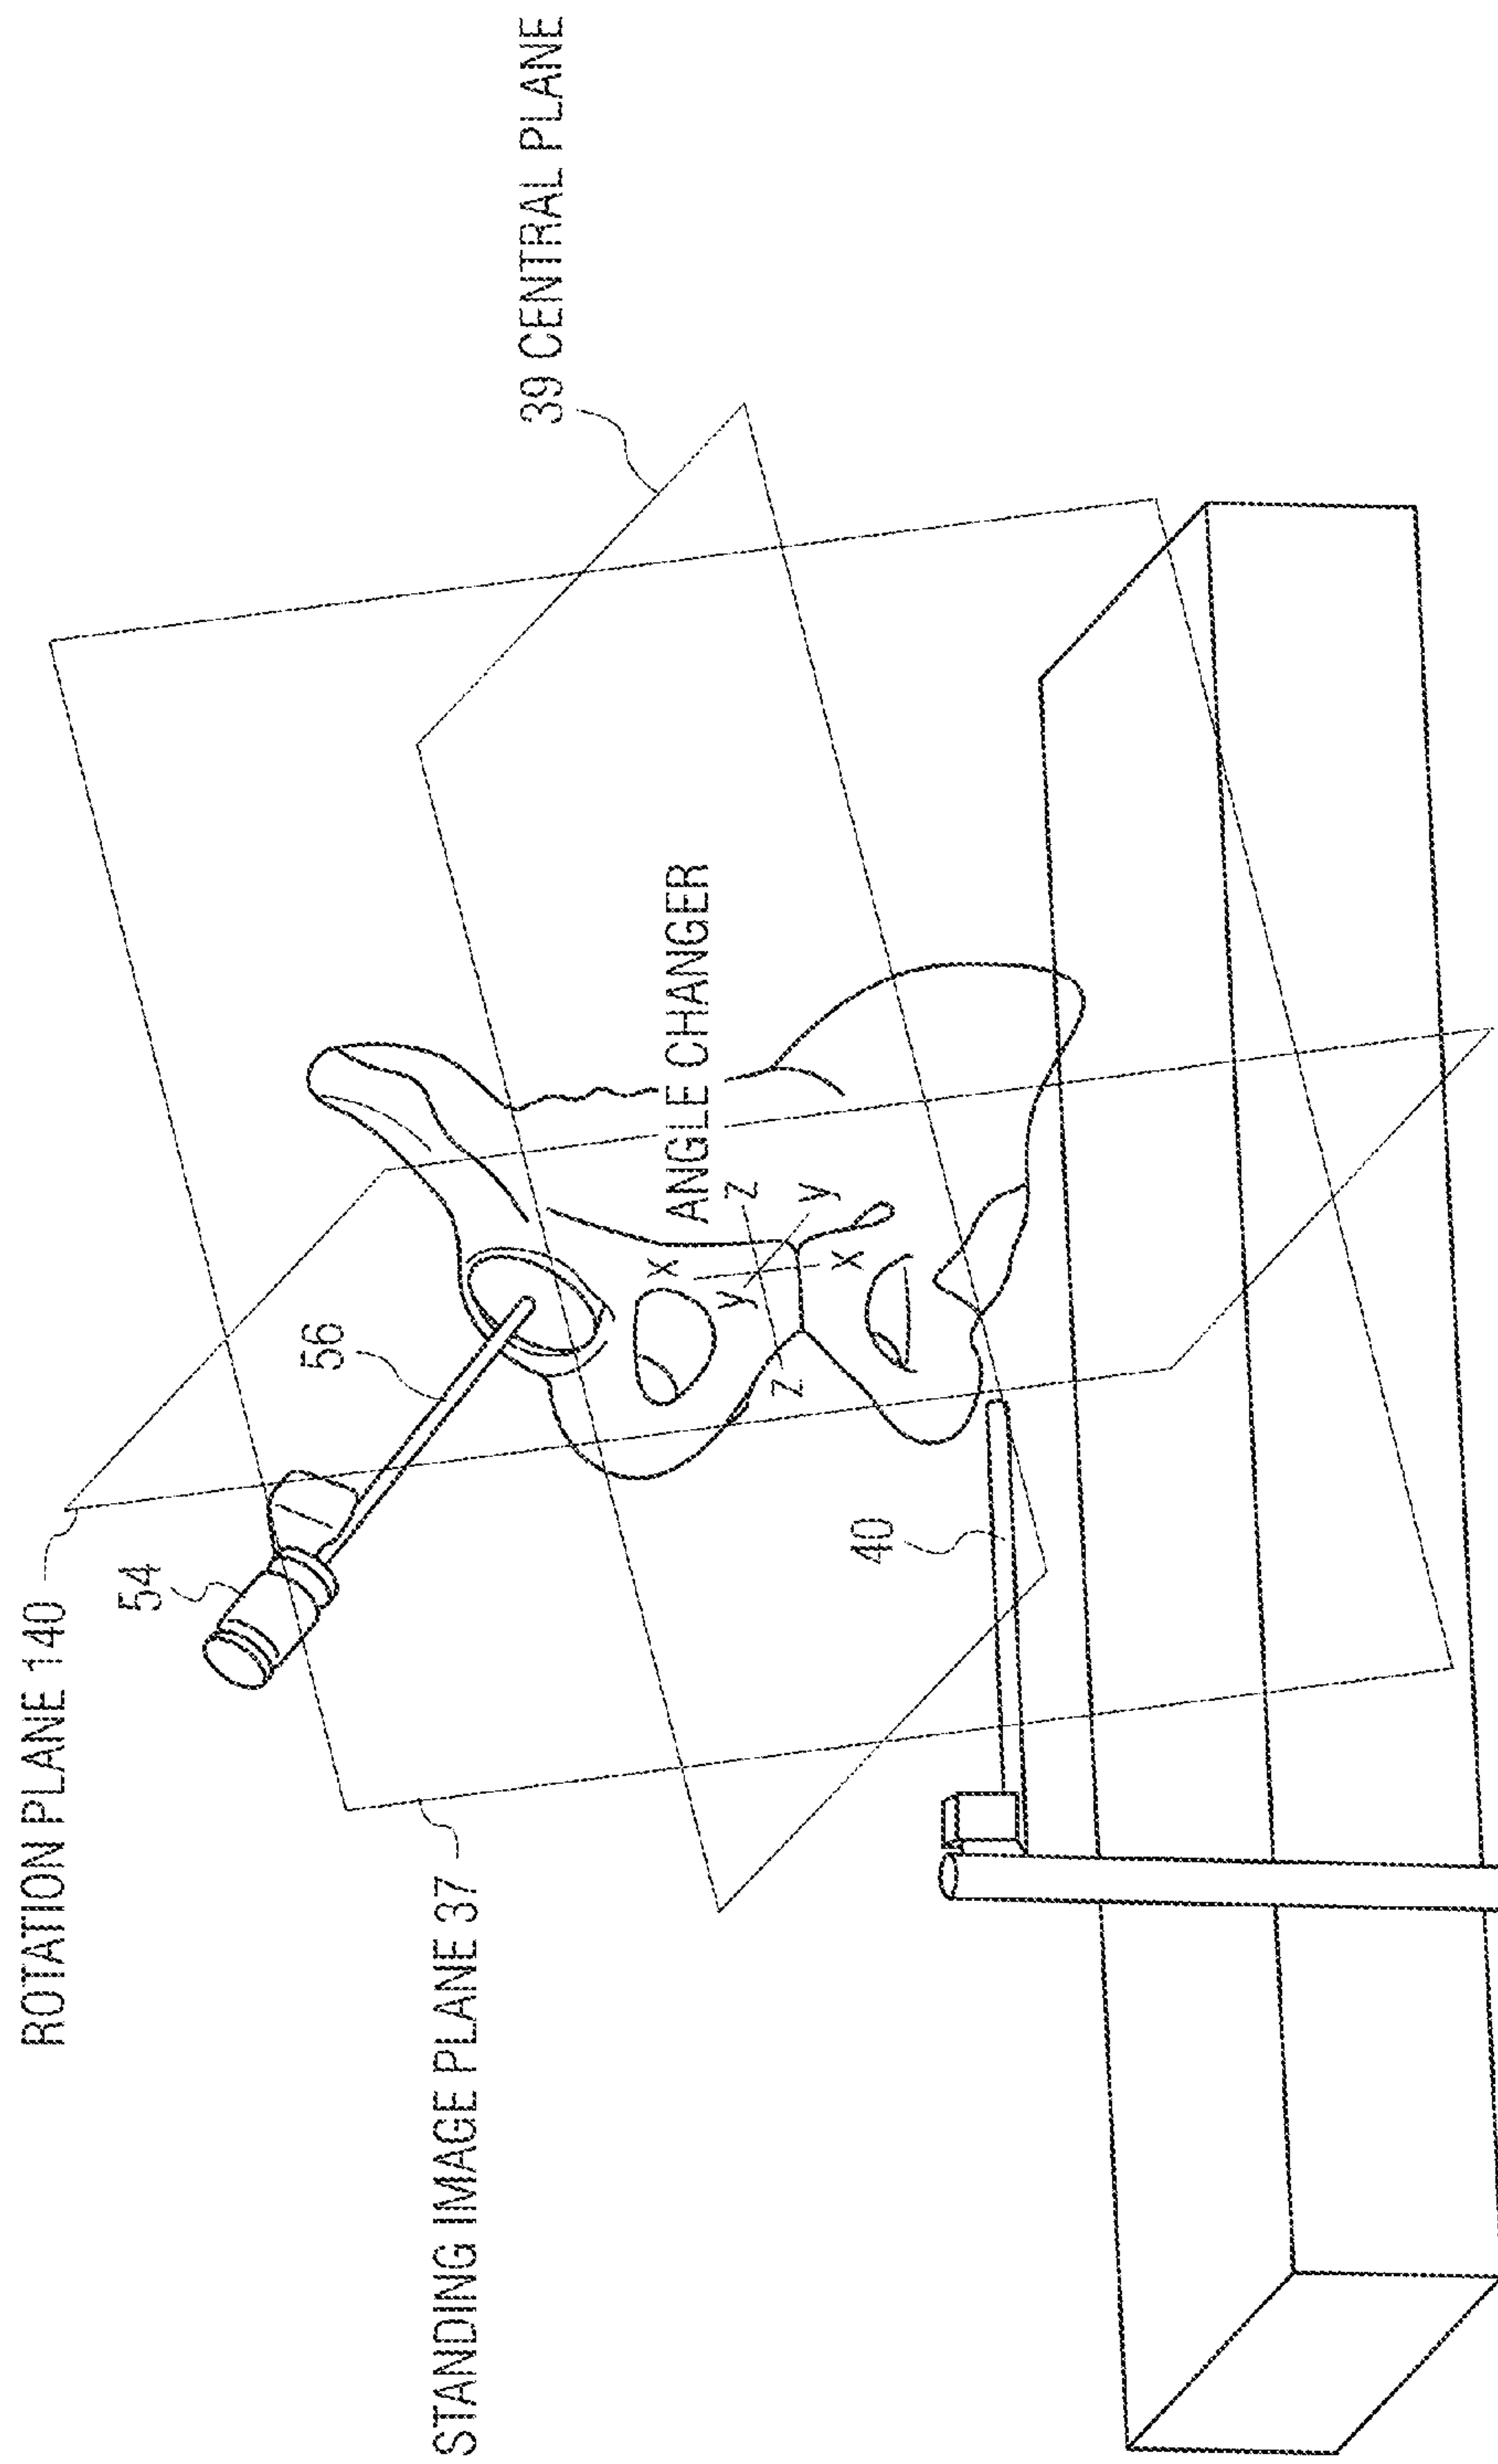 ROTATION PLANE 140
54
56
STANDING IMAGE PLANE 37
39 CENTRAL PLANE
ANGLE CHANGER
x
z
y
y
x
z
40